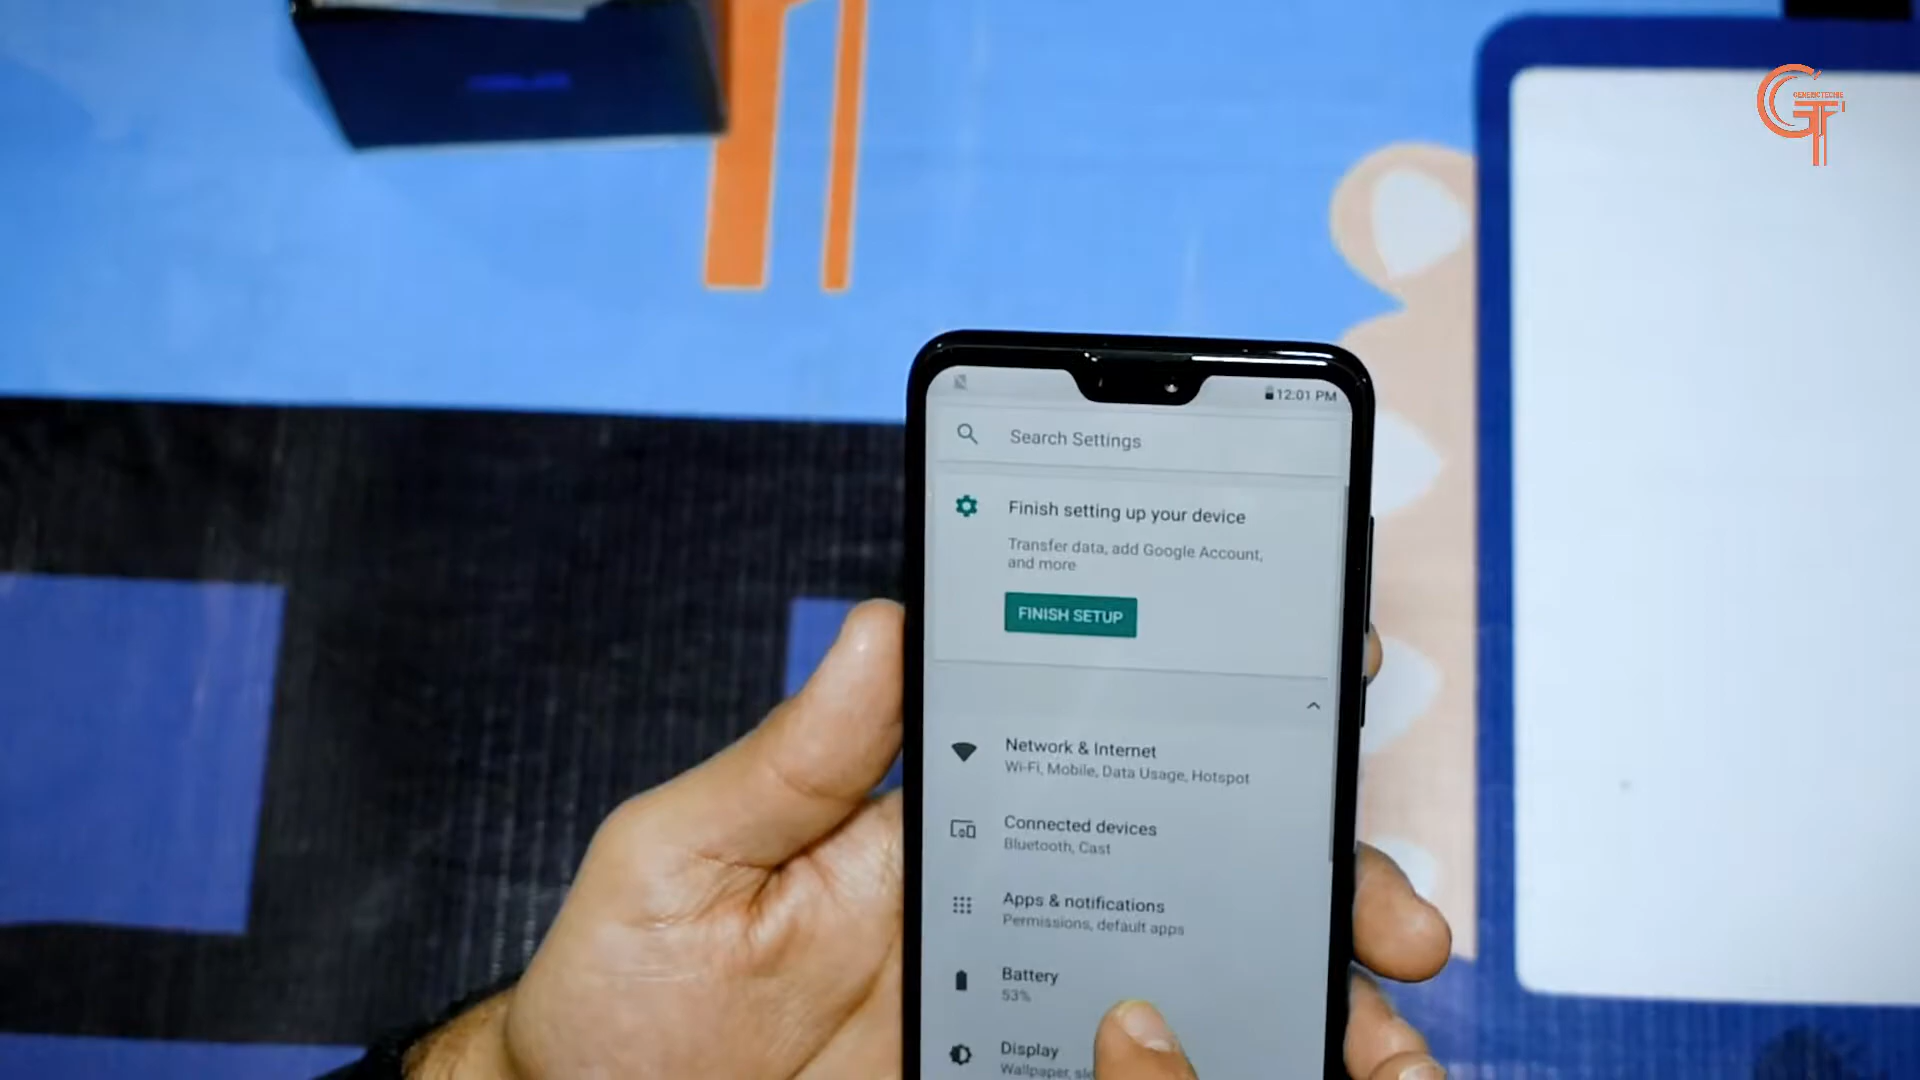 GENERICTECHIE
12:01 PM
Search Settings
Finish setting up your device
Transfer data, add Google Account,
and more
FINISH SETUP
Network & Internet
Wi-Fi, Mobile, Data Usage, Hotspot
Connected devices
Bluetooth, Cast
Apps & notifications
Permissions, default apps
Battery
53%
Display
Wallpaper,